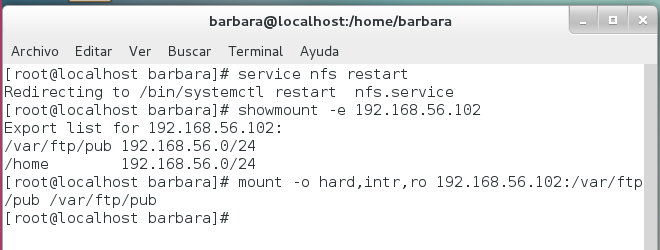 barbara@localhost:/home/barbara
Archivo Editar Ver Buscar Terminal Ayuda
[root@localhost barbara]# service nfs restart
Redirecting to /bin/systemctl restart  nfs.service
[root@localhost barbara]# showmount -e 192.168.56.102
Export list for 192.168.56.102:
/var/ftp/pub 192.168.56.0/24
/home        192.168.56.0/24
[root@localhost barbara]# mount -o hard,intr,ro 192.168.56.102:/var/ftp
/pub /var/ftp/pub
[root@localhost barbara]#